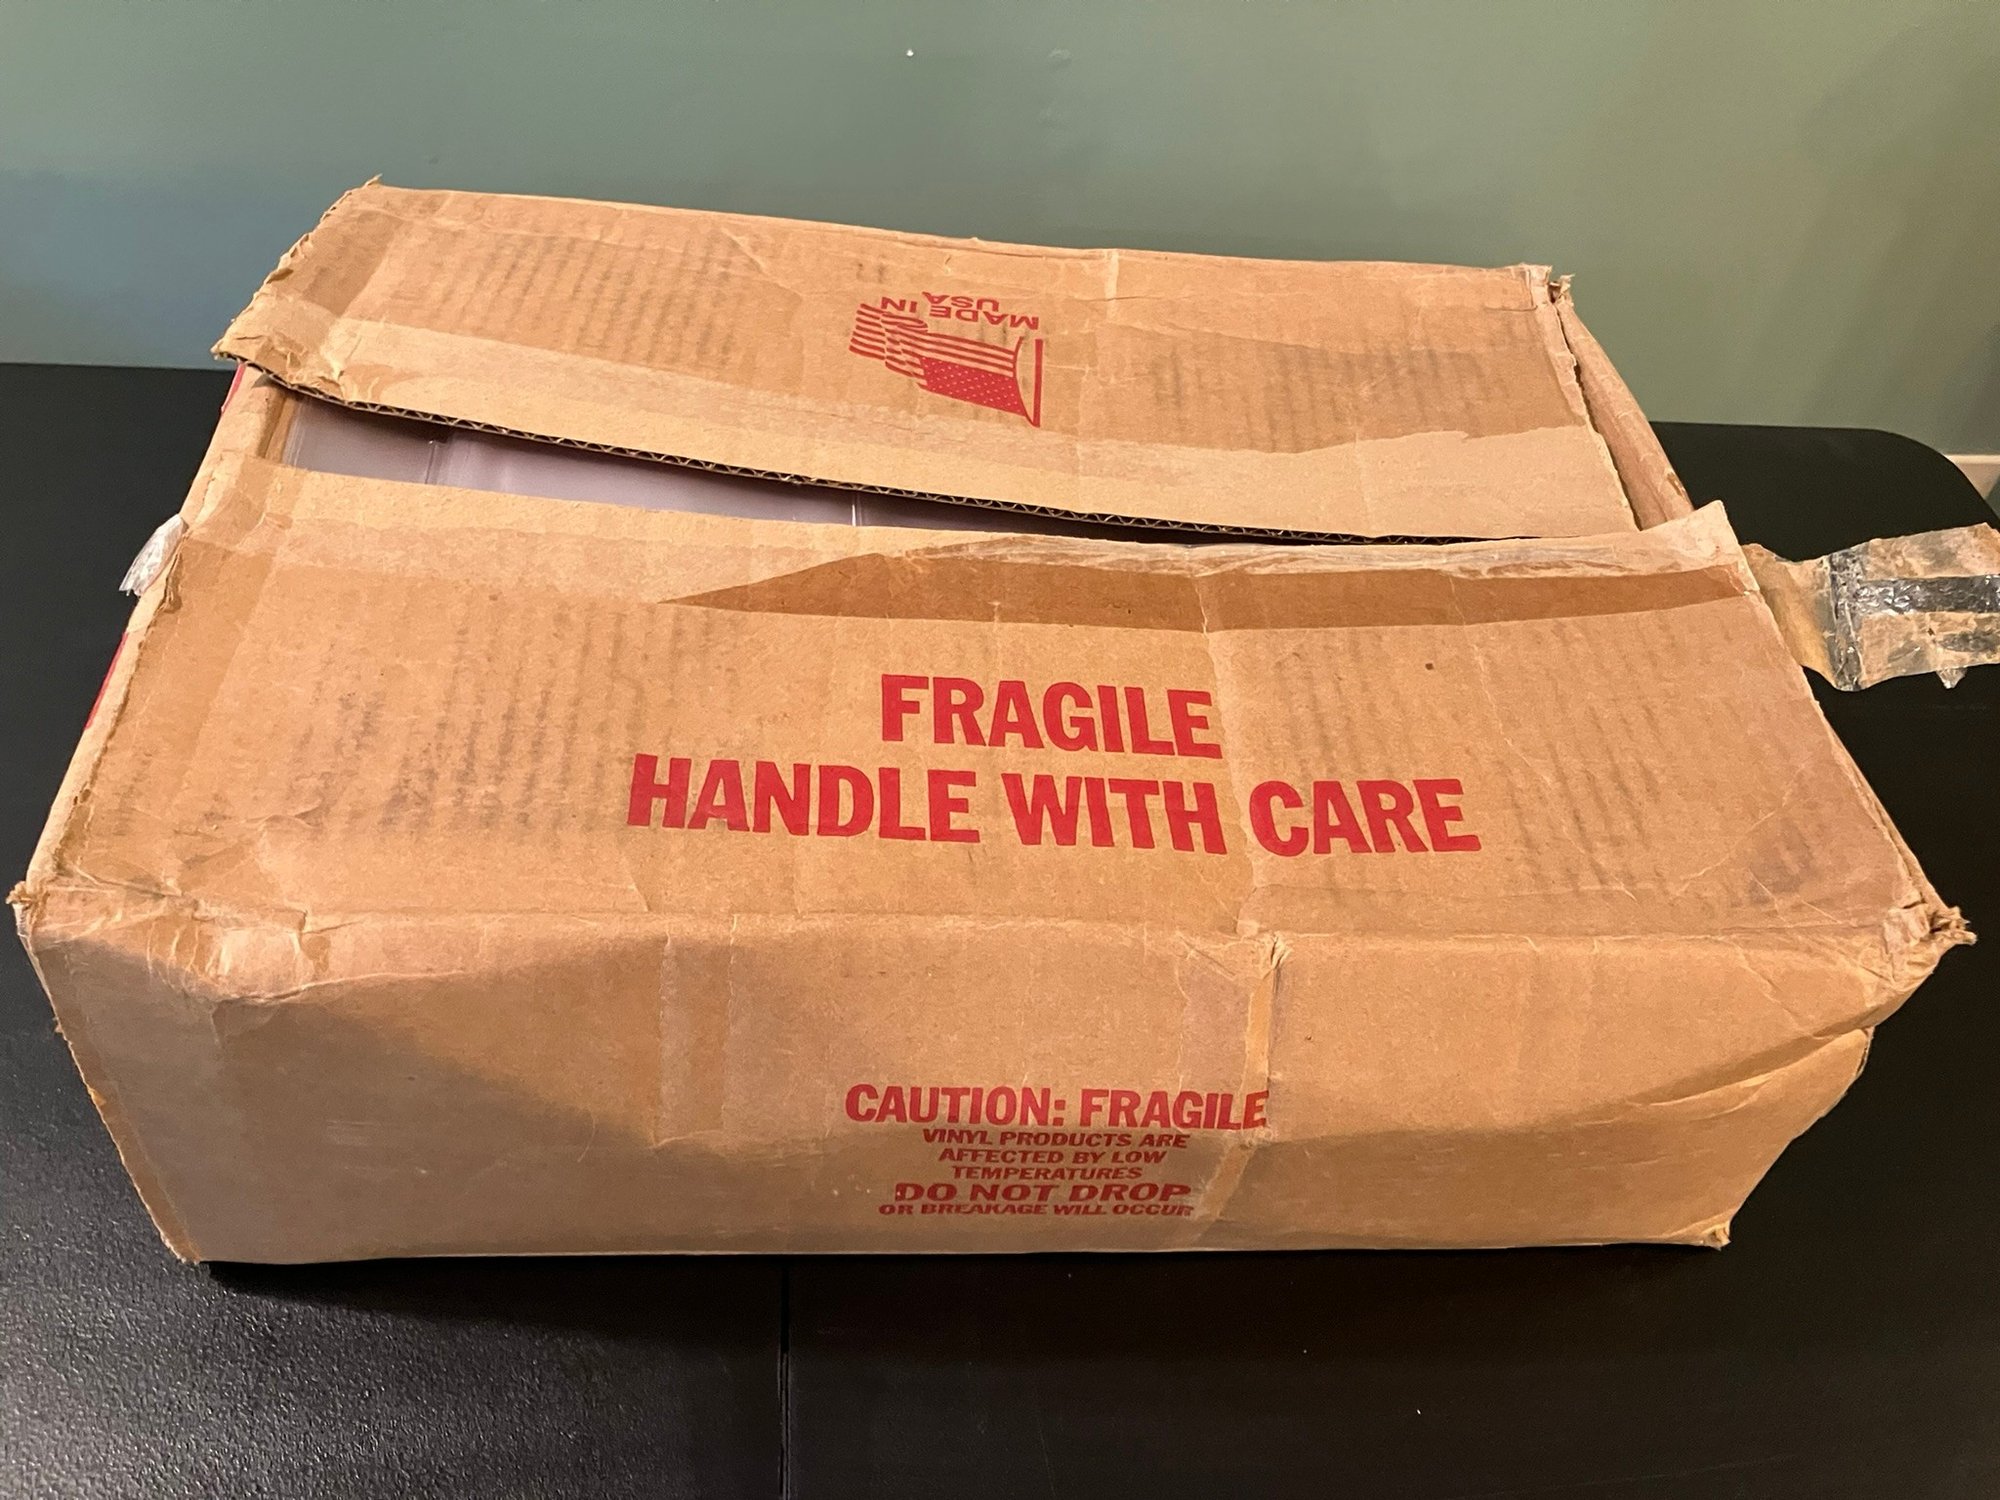 MADE IN
USA
FRAGILE
HANDLE WITH CARE
CAUTION: FRAGILE
VINYL PRODUCTS ARE
AFFECTED BY LOW
TEMPERATURES
DO NOT DROP
OR BREAKAGE WILL OCCUR